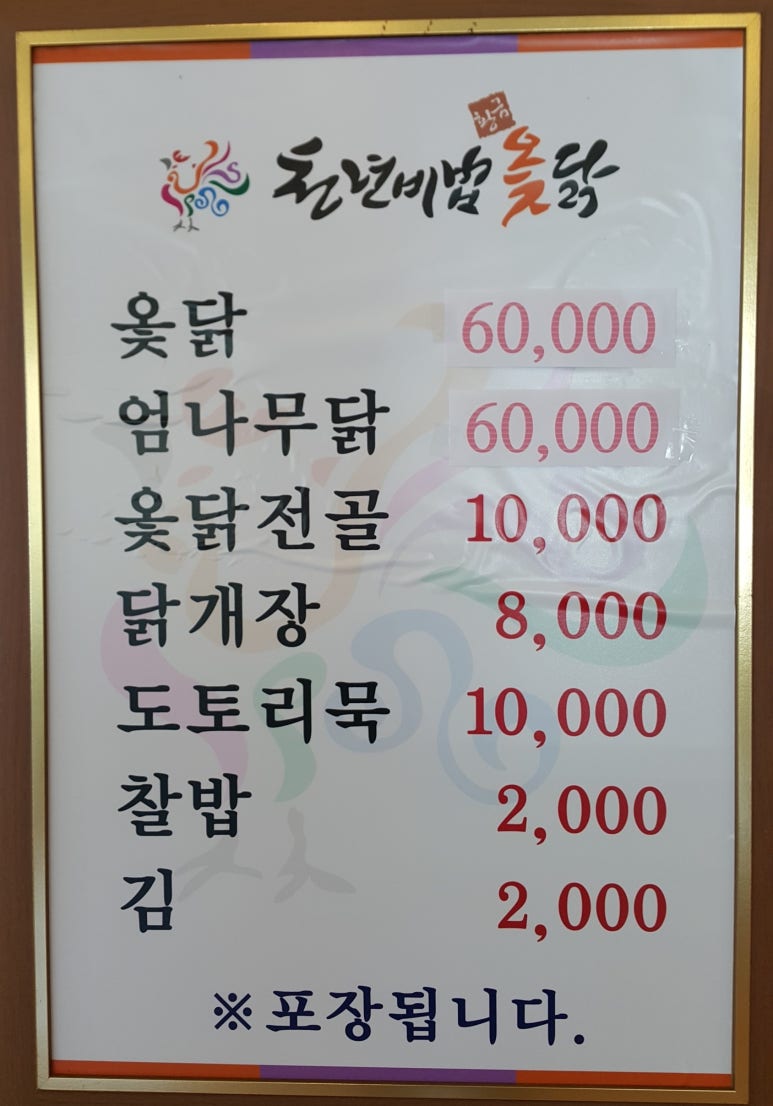 황금
천년비법 옻닭
옻닭 60,000
엄나무닭 60,000
옻닭전골 10,000
닭개장 8,000
도토리묵 10,000
찰밥 2,000
김 2,000
※포장됩니다.